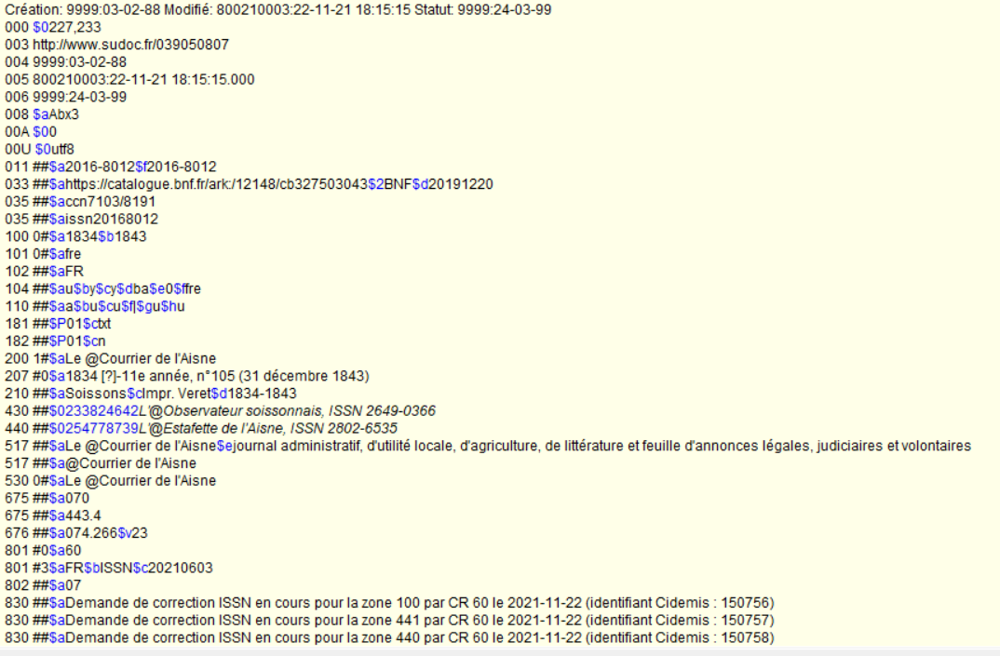 Création: 9999:03-02-88 Modifié: 800210003:22-11-21 18:15:15 Statut: 9999:24-03-99
000 $0227,233
003 http://www.sudoc.fr/039050807
004 9999:03-02-88
005 800210003:22-11-21 18:15:15.000
006 9999:24-03-99
008 $aAbx3
00A $00
00U $0utf8
011 ##$a2016-8012$f2016-8012
033 ##$ahttps://catalogue.bnf.fr/ark:/12148/cb327503043$2BNF$d20191220
035 ##$accn7103/8191
035 ##$aissn20168012
100 0#$a1834$b1843
101 0#$afre
102 ##$aFR
104 ##$au$by$cy$dba$e0$ffre
110 ##$aa$bu$cu$f|$gu$hu
181 ##$P01$ctxt
182 ##$P01$cn
200 1#$aLe @Courrier de l'Aisne
207 #0$a1834 [?]-11e année, n°105 (31 décembre 1843)
210 ##$aSoissons$cImpr. Veret$d1834-1843
430 ##$0233824642L'@Observateur soissonnais, ISSN 2649-0366
440 ##$0254778739L'@Estafette de l'Aisne, ISSN 2802-6535
517 ##$aLe @Courrier de l'Aisne$ejournal administratif, d'utilité locale, d'agriculture, de littérature et feuille d'annonces légales, judiciaires et volontaires
517 ##$a@Courrier de l'Aisne
530 0#$aLe @Courrier de l'Aisne
675 ##$a070
675 ##$a443.4
676 ##$a074.266$v23
801 #0$a60
801 #3$aFR$bISSN$c20210603
802 ##$a07
830 ##$aDemande de correction ISSN en cours pour la zone 100 par CR 60 le 2021-11-22 (identifiant Cidemis : 150756)
830 ##$aDemande de correction ISSN en cours pour la zone 441 par CR 60 le 2021-11-22 (identifiant Cidemis : 150757)
830 ##$aDemande de correction ISSN en cours pour la zone 440 par CR 60 le 2021-11-22 (identifiant Cidemis : 150758)